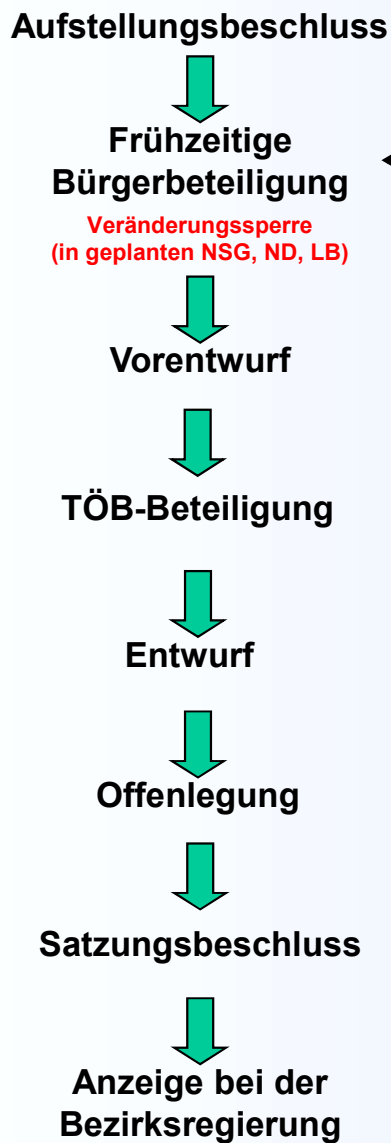 Aufstellungsbeschluss
Frühzeitige
Bürgerbeteiligung
Veränderungssperre
(in geplanten NSG, ND, LB)
Vorentwurf
TÖB-Beteiligung
Entwurf
Offenlegung
Satzungsbeschluss
Anzeige bei der
Bezirksregierung